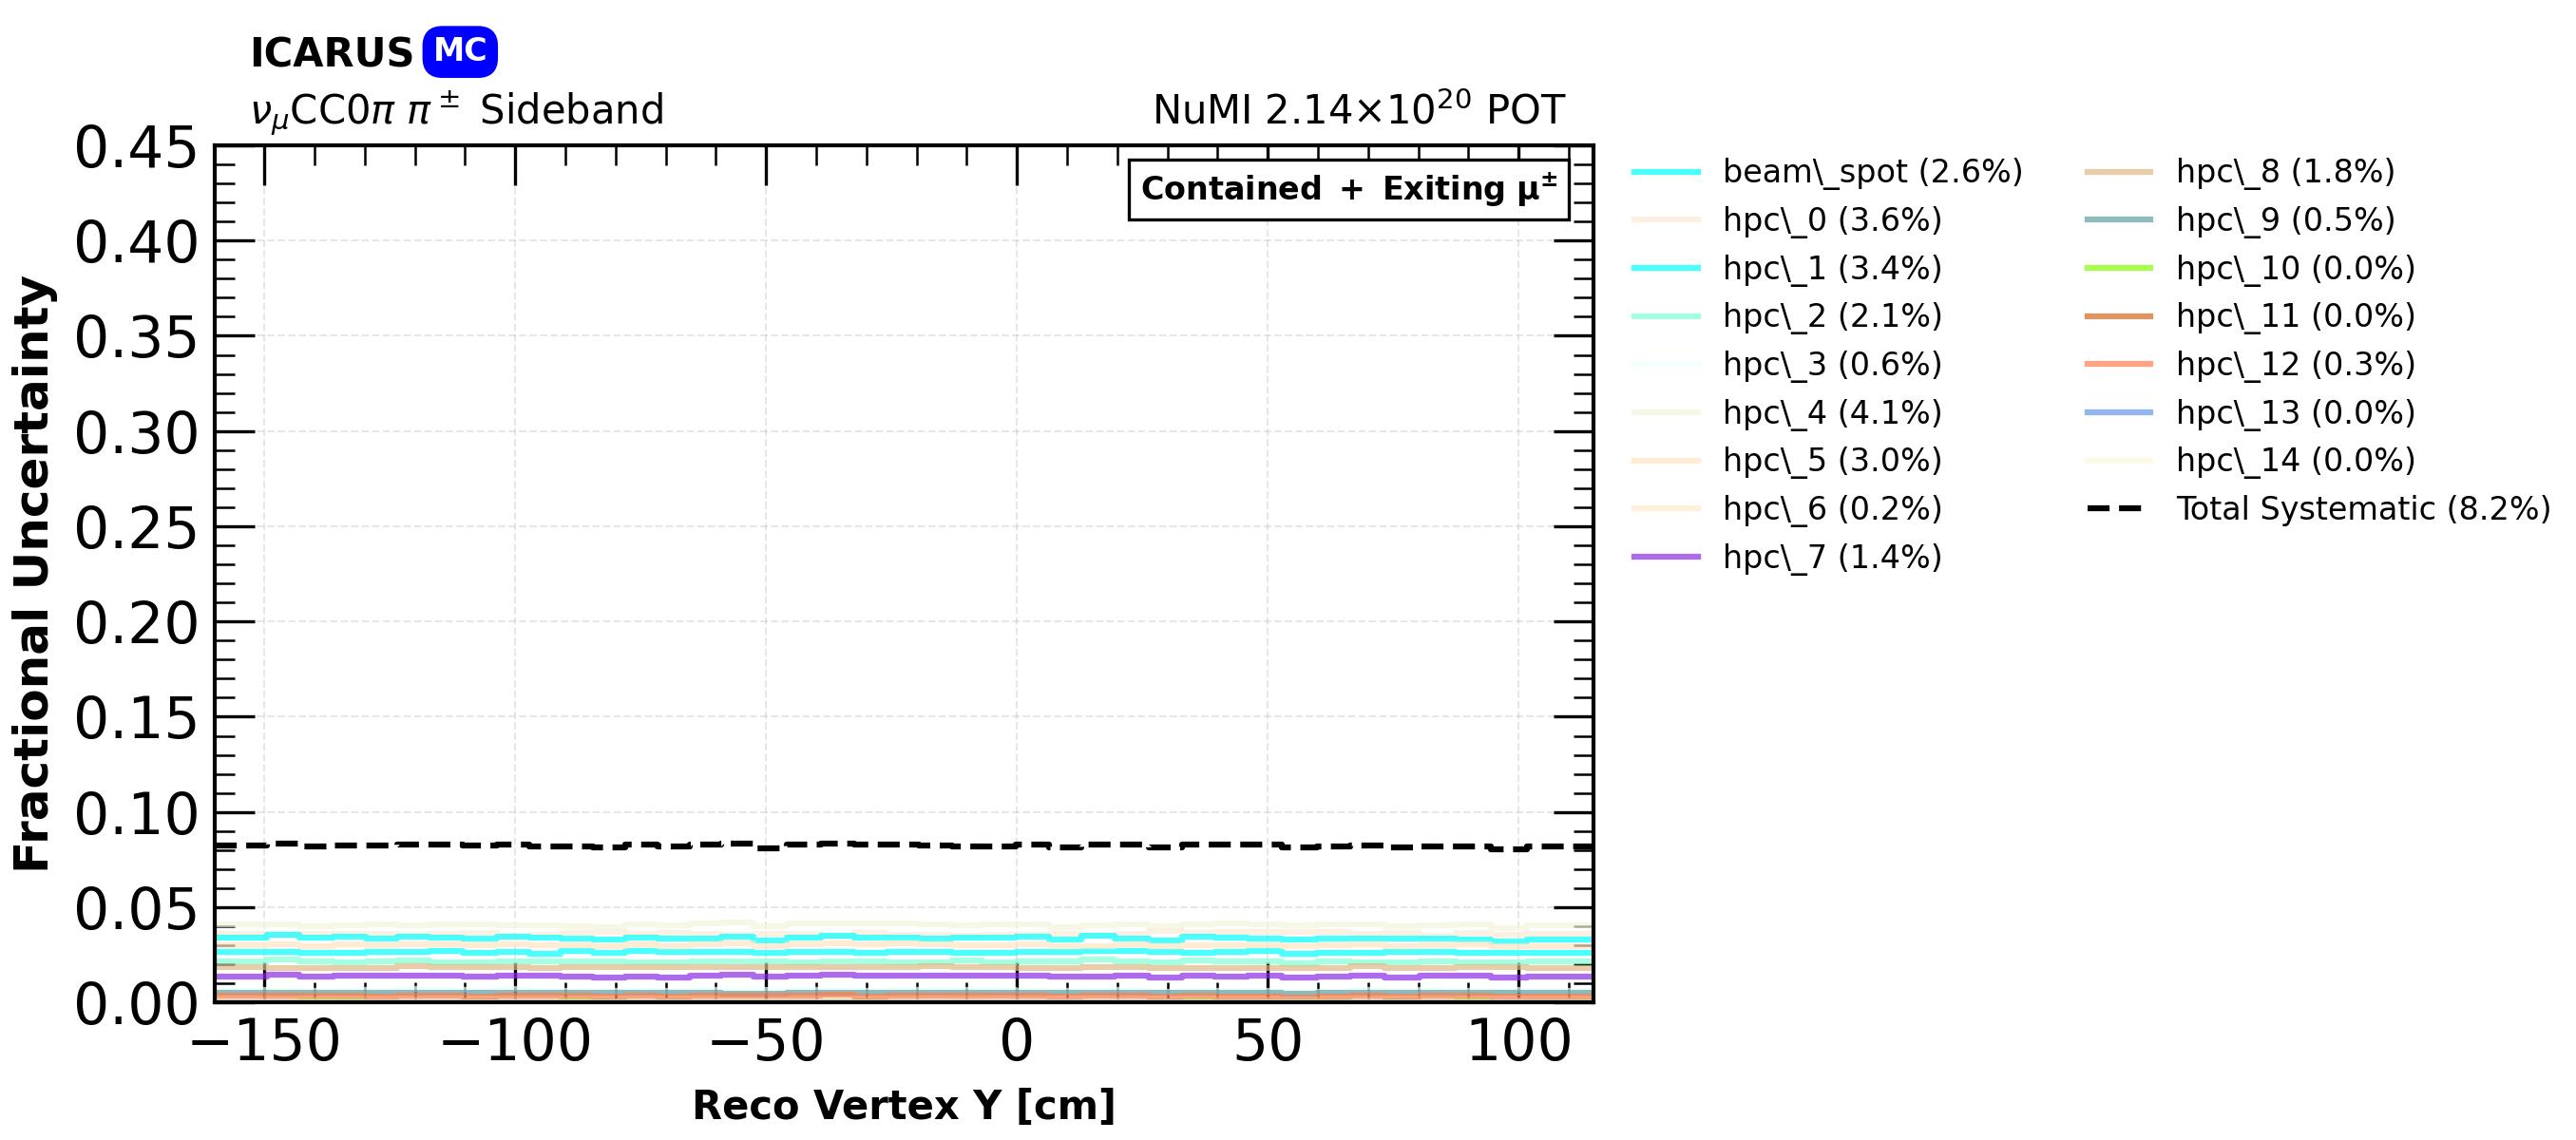 ICARUS MC
νμCC0π π± Sideband
NuMI 2.14×10²⁰ POT
Contained + Exiting μ±
Fractional Uncertainty
0.45
0.40
0.35
0.30
0.25
0.20
0.15
0.10
0.05
0.00
−150 −100 −50 0 50 100
Reco Vertex Y [cm]
beam\_spot (2.6%)
hpc\_0 (3.6%)
hpc\_1 (3.4%)
hpc\_2 (2.1%)
hpc\_3 (0.6%)
hpc\_4 (4.1%)
hpc\_5 (3.0%)
hpc\_6 (0.2%)
hpc\_7 (1.4%)
hpc\_8 (1.8%)
hpc\_9 (0.5%)
hpc\_10 (0.0%)
hpc\_11 (0.0%)
hpc\_12 (0.3%)
hpc\_13 (0.0%)
hpc\_14 (0.0%)
Total Systematic (8.2%)